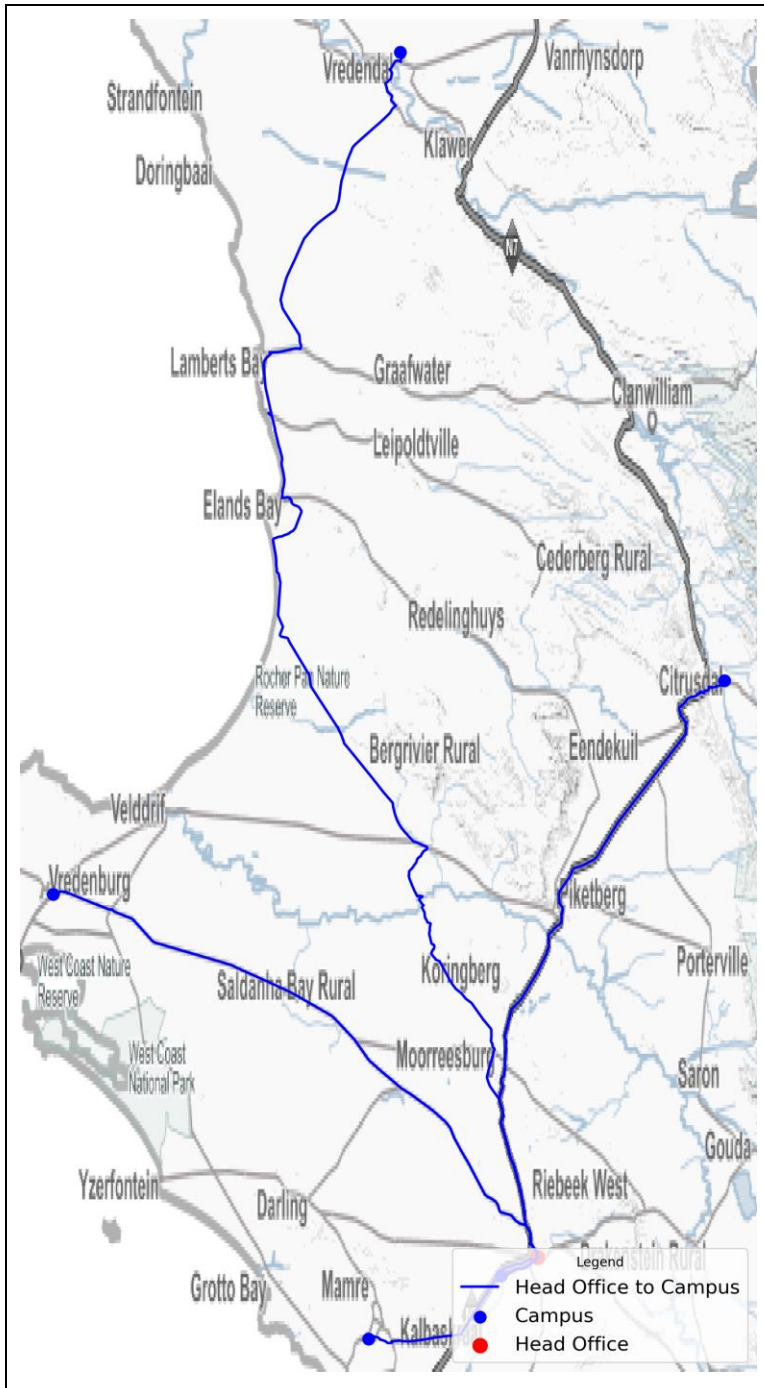 Vredendal
Vanrhynsdorp
Strandfontein
Klawer
Doringbaai
N7
Lamberts Bay
Graafwater
Clanwilliam
Leipoldtville
Elands Bay
Cederberg Rural
Redelinghuys
Rocher Pan Nature
Reserve
Citrusdal
Bergrivier Rural
Eendekuil
Velddrif
Vredenburg
Piketberg
West Coast Nature
Reserve
Saldanha Bay Rural
Koringberg
Porterville
West Coast
National Park
Moorreesburg
Saron
Gouda
Yzerfontein
Darling
Riebeek West
Drakenstein Rural
Grotto Bay
Mamre
Legend
Head Office to Campus
Campus
Head Office